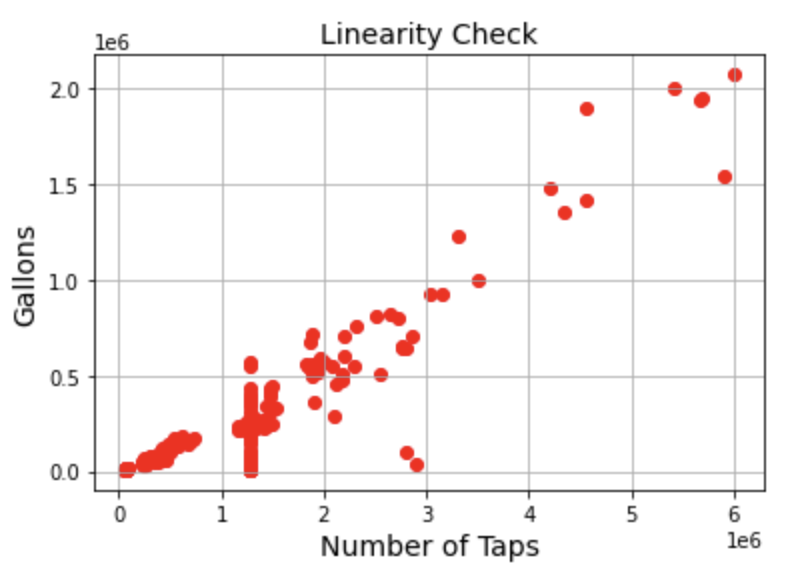 Linearity Check
1e6
2.0
1.5
1.0
0.5
0.0
Gallons
0 1 2 3 4 5 6
1e6
Number of Taps